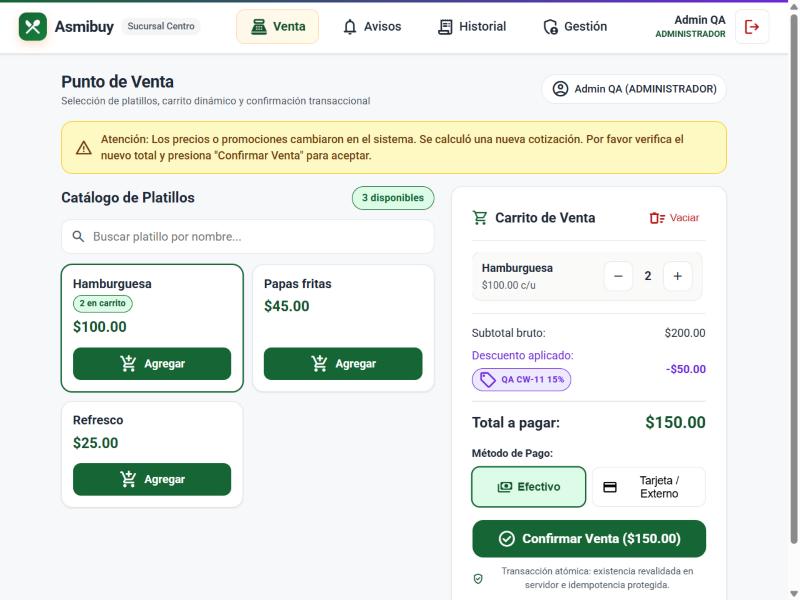 Asmibuy
Sucursal Centro
Venta
Avisos
Historial
Gestión
Admin QA
ADMINISTRADOR
Punto de Venta
Selección de platillos, carrito dinámico y confirmación transaccional
Admin QA (ADMINISTRADOR)
Atención: Los precios o promociones cambiaron en el sistema. Se calculó una nueva cotización. Por favor verifica el
nuevo total y presiona "Confirmar Venta" para aceptar.
Catálogo de Platillos
3 disponibles
Buscar platillo por nombre...
Hamburguesa
2 en carrito
$100.00
Agregar
Papas fritas
$45.00
Agregar
Refresco
$25.00
Agregar
Carrito de Venta
Vaciar
Hamburguesa
$100.00 c/u
− 2 +
Subtotal bruto: $200.00
Descuento aplicado:
QA CW-11 15%
-$50.00
Total a pagar: $150.00
Método de Pago:
Efectivo
Tarjeta /
Externo
Confirmar Venta ($150.00)
Transacción atómica: existencia revalidada en
servidor e idempotencia protegida.